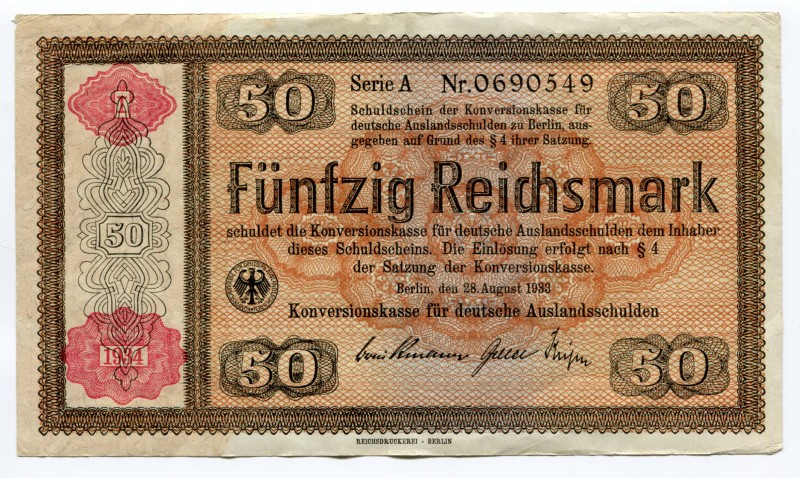 50
Serie A Nr.0690549
50
Schuldschein der Konversionskasse für
deutsche Auslandsschulden zu Berlin, aus-
gegeben auf Grund des § 4 ihrer Satzung.
Fünfzig Reichsmark
50
schuldet die Konversionskasse für deutsche Auslandsschulden dem Inhaber
dieses Schuldscheins. Die Einlösung erfolgt nach § 4
der Satzung der Konversionskasse.
Berlin, den 28. August 1933
Konversionskasse für deutsche Auslandsschulden
1934
50
50
REICHSDRUCKEREI - BERLIN